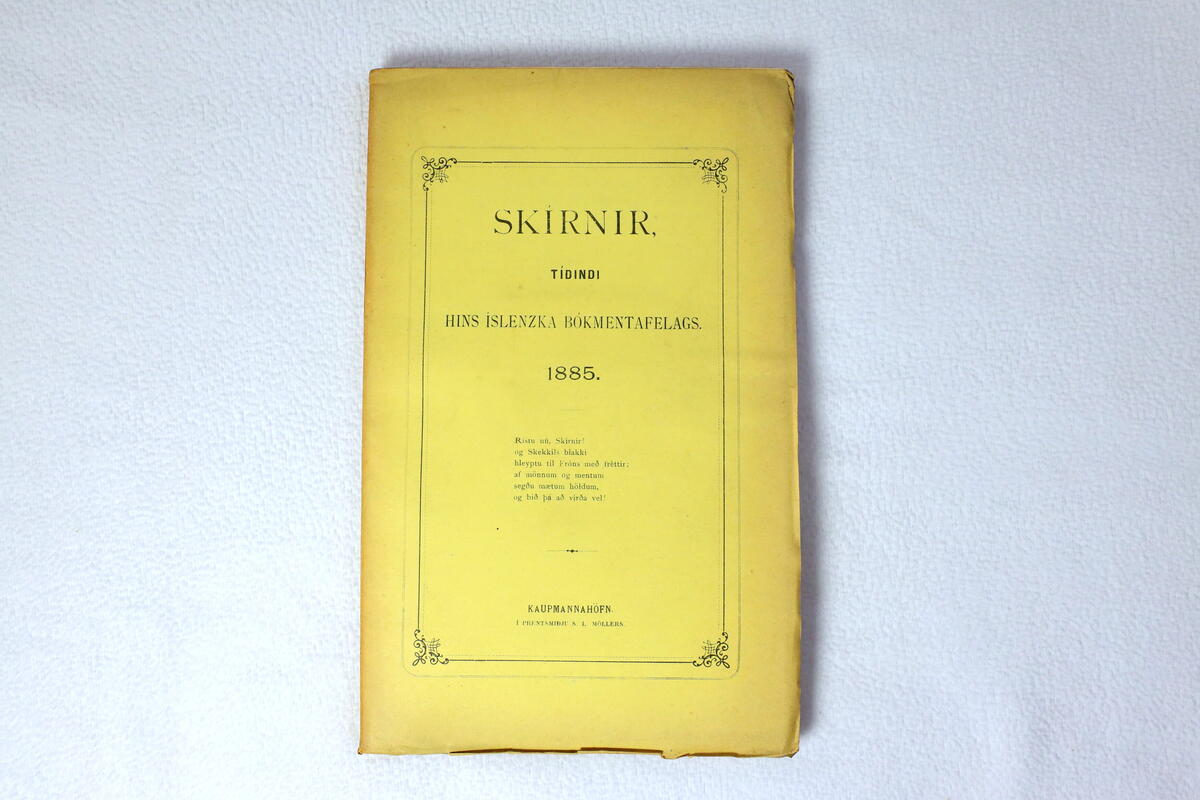 SKÍRNIR,
TÍÐINDI
HINS ÍSLENZKA BÓKMENTAFELAGS.
1885.
Rístu nú, Skírnir!
og Skekkils blakki
hleyptu til Fróns með frèttir;
af mönnum og mentum
segðu mætum höldum,
og bið þá að virða vel!
KAUPMANNAHÖFN.
Í PRENTSMIÐJU S. L. MÖLLERS.